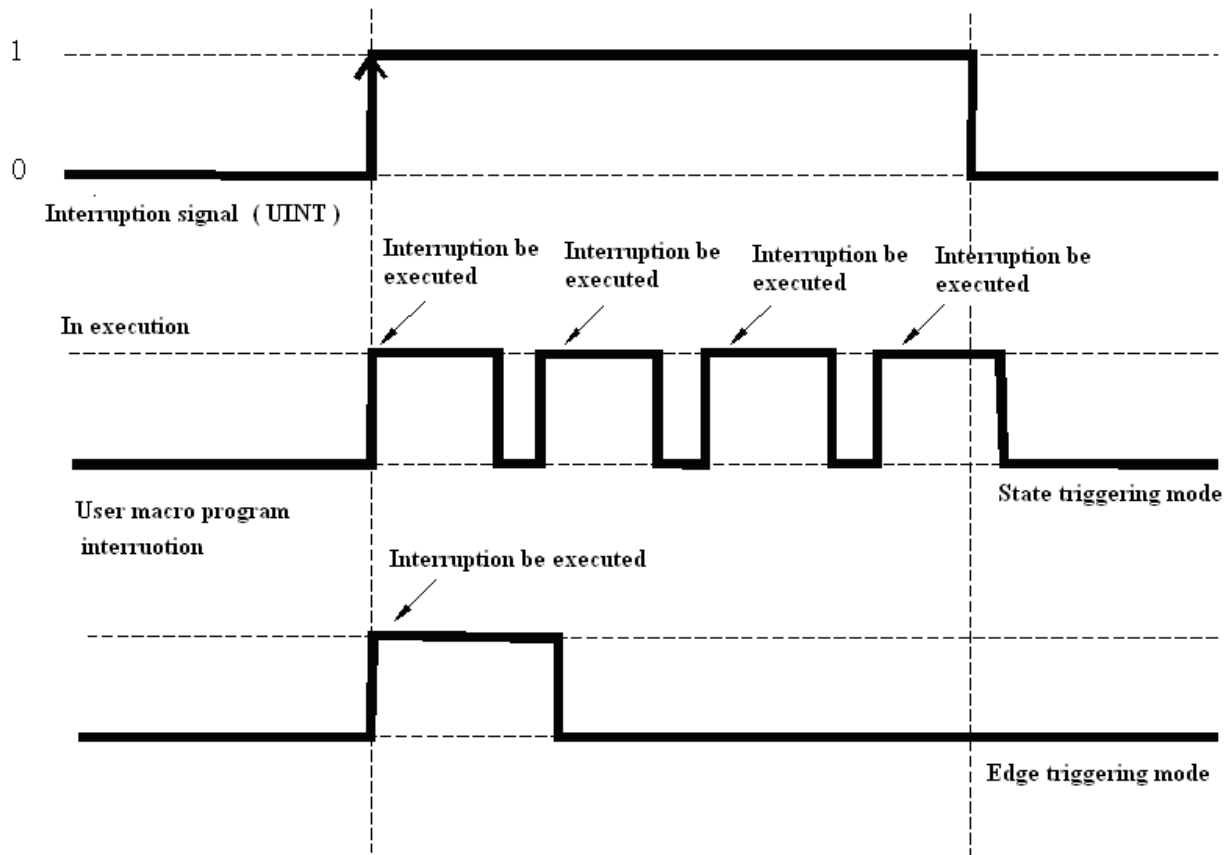 1
0
Interruption signal ( UINT )
Interruption be
executed
Interruption be
executed
Interruption be
executed
Interruption be
executed
In execution
State triggering mode
User macro program
interruotion
Interruption be executed
Edge triggering mode